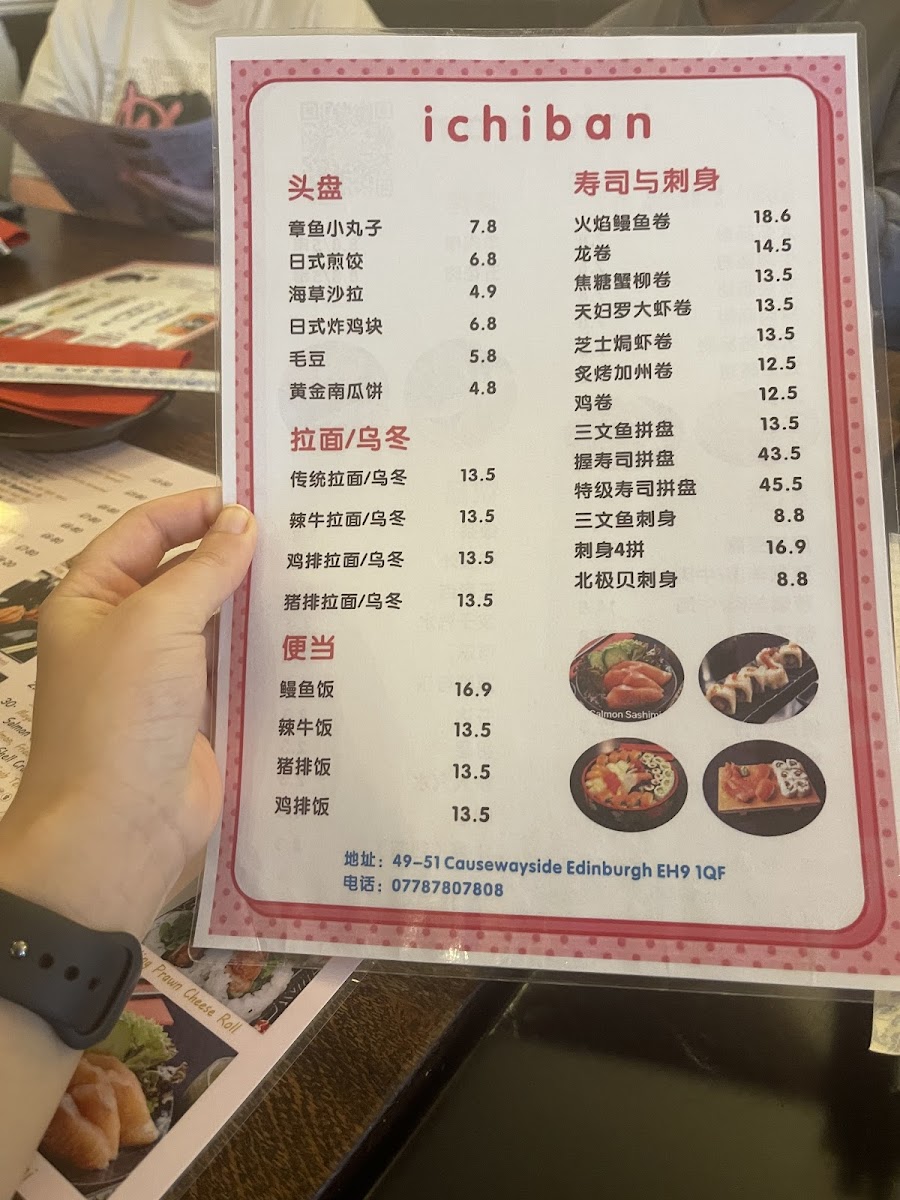 ichiban
头盘
章鱼小丸子 7.8
日式煎饺 6.8
海草沙拉 4.9
日式炸鸡块 6.8
毛豆 5.8
黄金南瓜饼 4.8
拉面/乌冬
传统拉面/乌冬 13.5
辣牛拉面/乌冬 13.5
鸡排拉面/乌冬 13.5
猪排拉面/乌冬 13.5
便当
鳗鱼饭 16.9
辣牛饭 13.5
猪排饭 13.5
鸡排饭 13.5
寿司与刺身
火焰鳗鱼卷 18.6
龙卷 14.5
焦糖蟹柳卷 13.5
天妇罗大虾卷 13.5
芝士焗虾卷 13.5
炙烤加州卷 12.5
鸡卷 12.5
三文鱼拼盘 13.5
握寿司拼盘 43.5
特级寿司拼盘 45.5
三文鱼刺身 8.8
刺身4拼 16.9
北极贝刺身 8.8
Salmon Sashimi
地址：49-51 Causewayside Edinburgh EH9 1QF
电话：07787807808
Prawn Cheese Roll